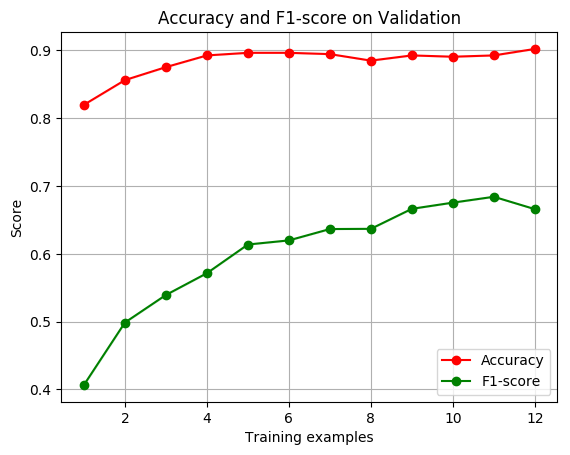 Accuracy and F1-score on Validation
0.9
0.8
0.7
0.6
0.5
0.4
Score
2 4 6 8 10 12
Training examples
Accuracy
F1-score